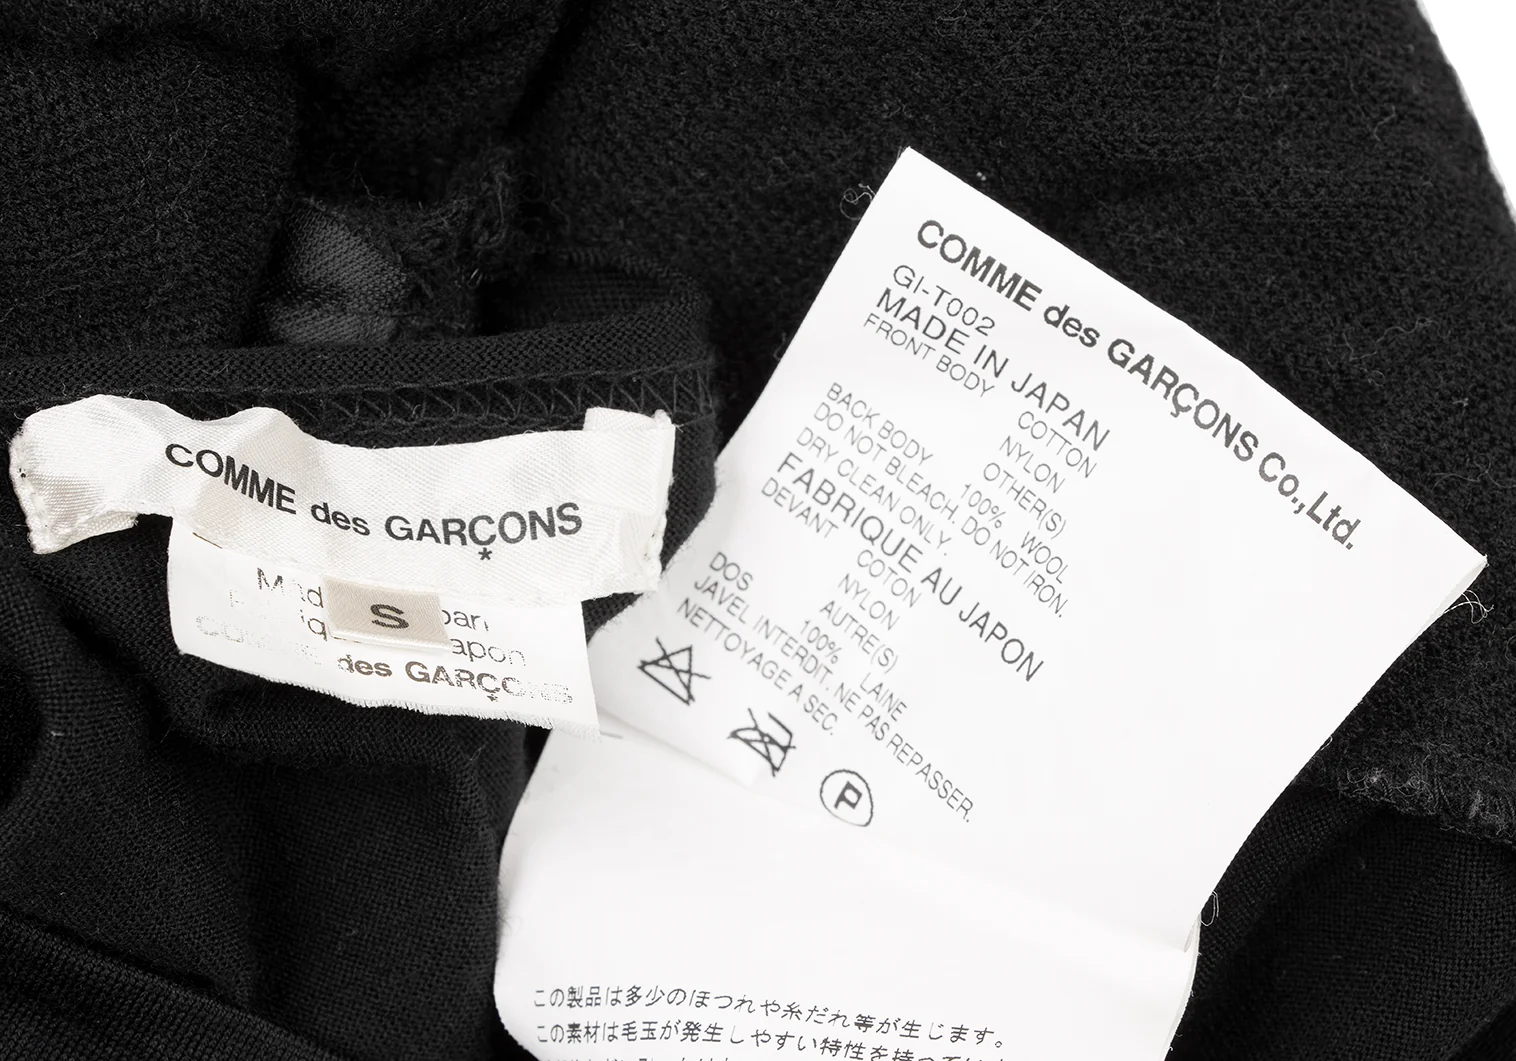 COMME des GARÇONS
*
S
des GARÇONS
COMME des GARÇONS Co.,Ltd.
GI-T002
MADE IN JAPAN
FRONT BODY COTTON
NYLON
OTHER(S)
BACK BODY 100% WOOL
DO NOT BLEACH, DO NOT IRON.
DRY CLEAN ONLY.
FABRIQUE AU JAPON
DEVANT COTON
NYLON
AUTRE(S)
DOS 100% LAINE
JAVEL INTERDIT. NE PAS REPASSER.
NETTOYAGE A SEC.
P
この製品は多少のほつれや糸だれ等が生じます。
この素材は毛玉が発生しやすい特性を